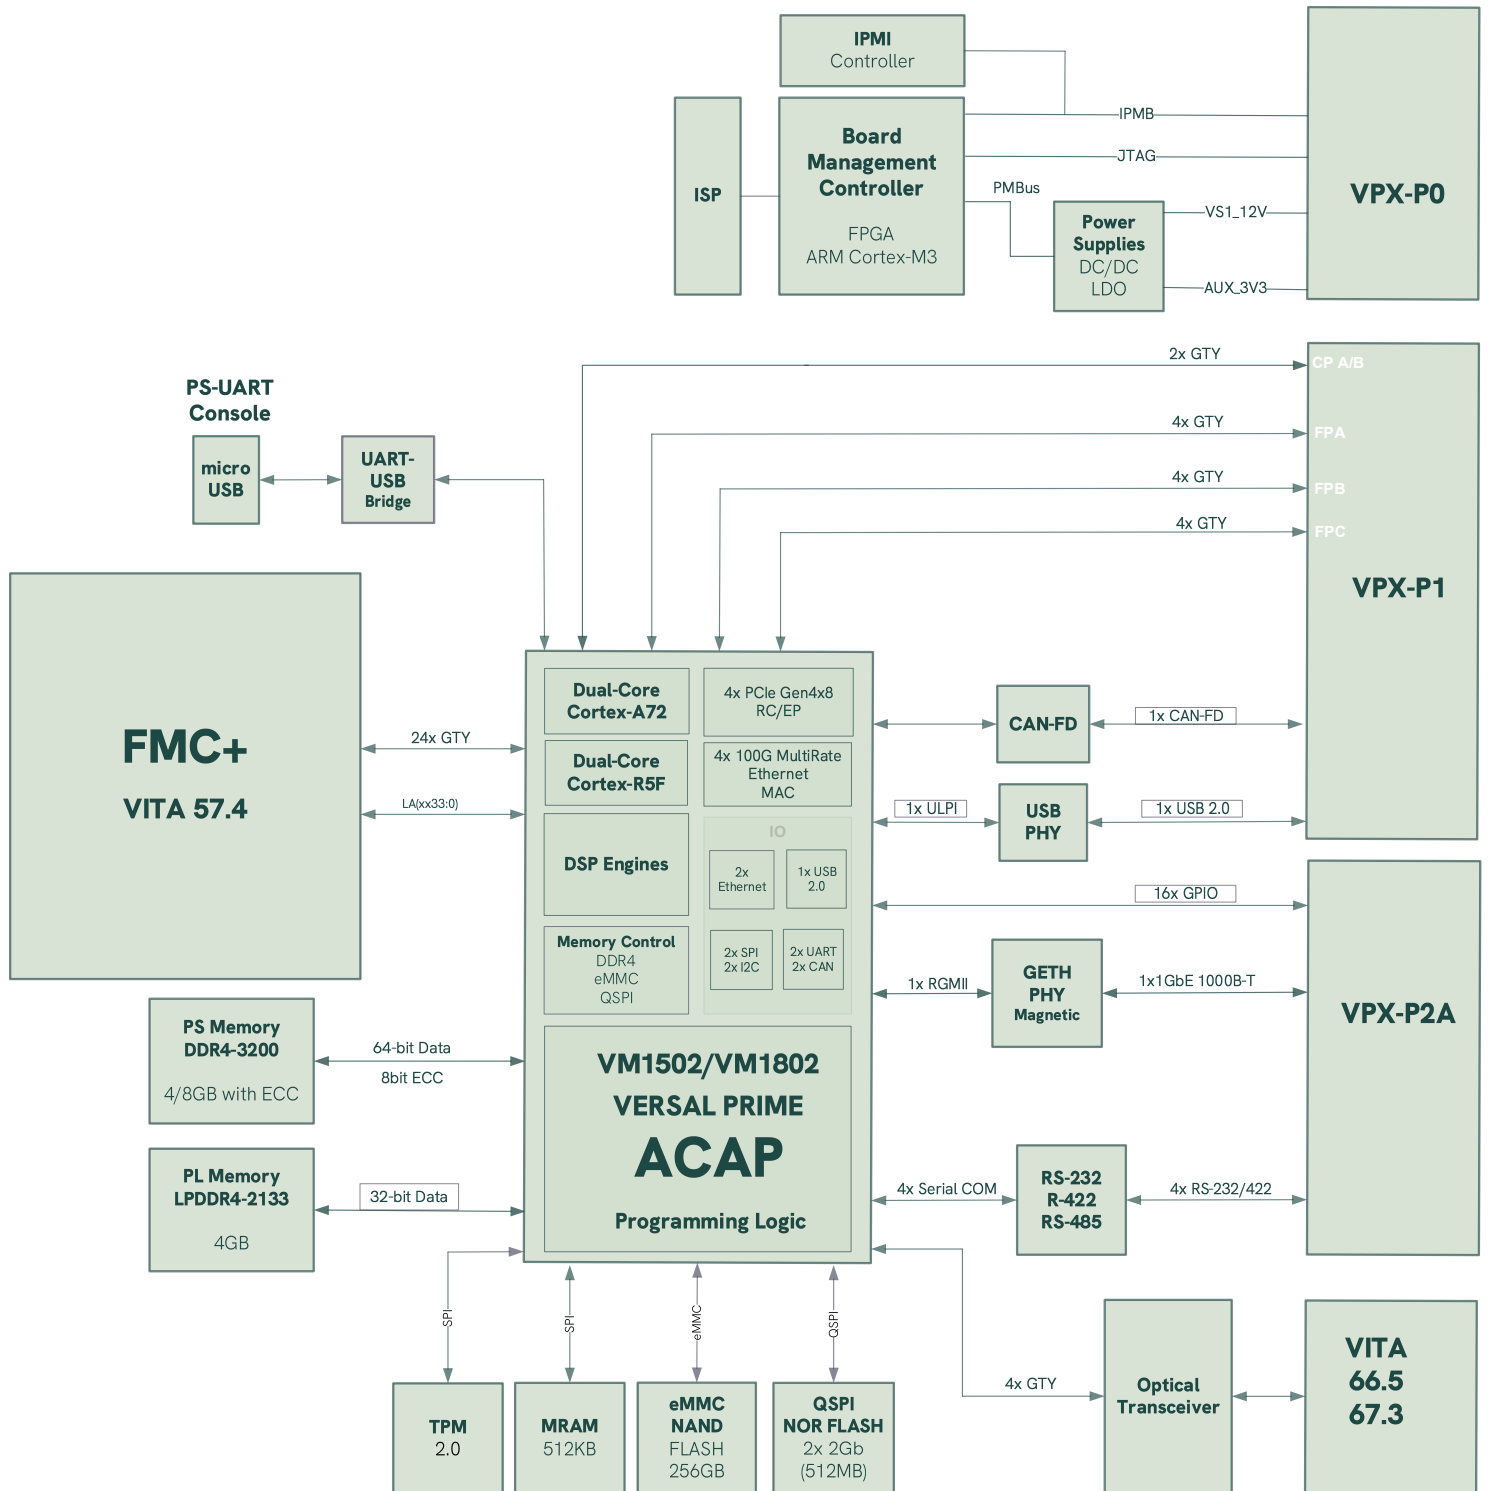 IPMI
Controller
ISP
Board
Management
Controller
FPGA
ARM Cortex-M3
IPMB
JTAG
PMBus
Power
Supplies
DC/DC
LDO
VS1_12V
AUX_3V3
VPX-P0
2x GTY
CP A/B
4x GTY
FPA
4x GTY
FPB
4x GTY
FPC
VPX-P1
PS-UART
Console
micro
USB
UART-
USB
Bridge
FMC+
VITA 57.4
24x GTY
LA(xx33:0)
Dual-Core
Cortex-A72
4x PCIe Gen4x8
RC/EP
Dual-Core
Cortex-R5F
4x 100G MultiRate
Ethernet
MAC
DSP Engines
IO
2x
Ethernet
1x USB
2.0
Memory Control
DDR4
eMMC
QSPI
2x SPI
2x I2C
2x UART
2x CAN
VM1502/VM1802
VERSAL PRIME
ACAP
Programming Logic
CAN-FD
1x CAN-FD
1x ULPI
USB
PHY
1x USB 2.0
16x GPIO
1x RGMII
GETH
PHY
Magnetic
1x1GbE 1000B-T
VPX-P2A
PS Memory
DDR4-3200
4/8GB with ECC
64-bit Data
8bit ECC
PL Memory
LPDDR4-2133
4GB
32-bit Data
4x Serial COM
RS-232
R-422
RS-485
4x RS-232/422
SPI
SPI
eMMC
QSPI
TPM
2.0
MRAM
512KB
eMMC
NAND
FLASH
256GB
QSPI
NOR FLASH
2x 2Gb
(512MB)
4x GTY
Optical
Transceiver
VITA
66.5
67.3